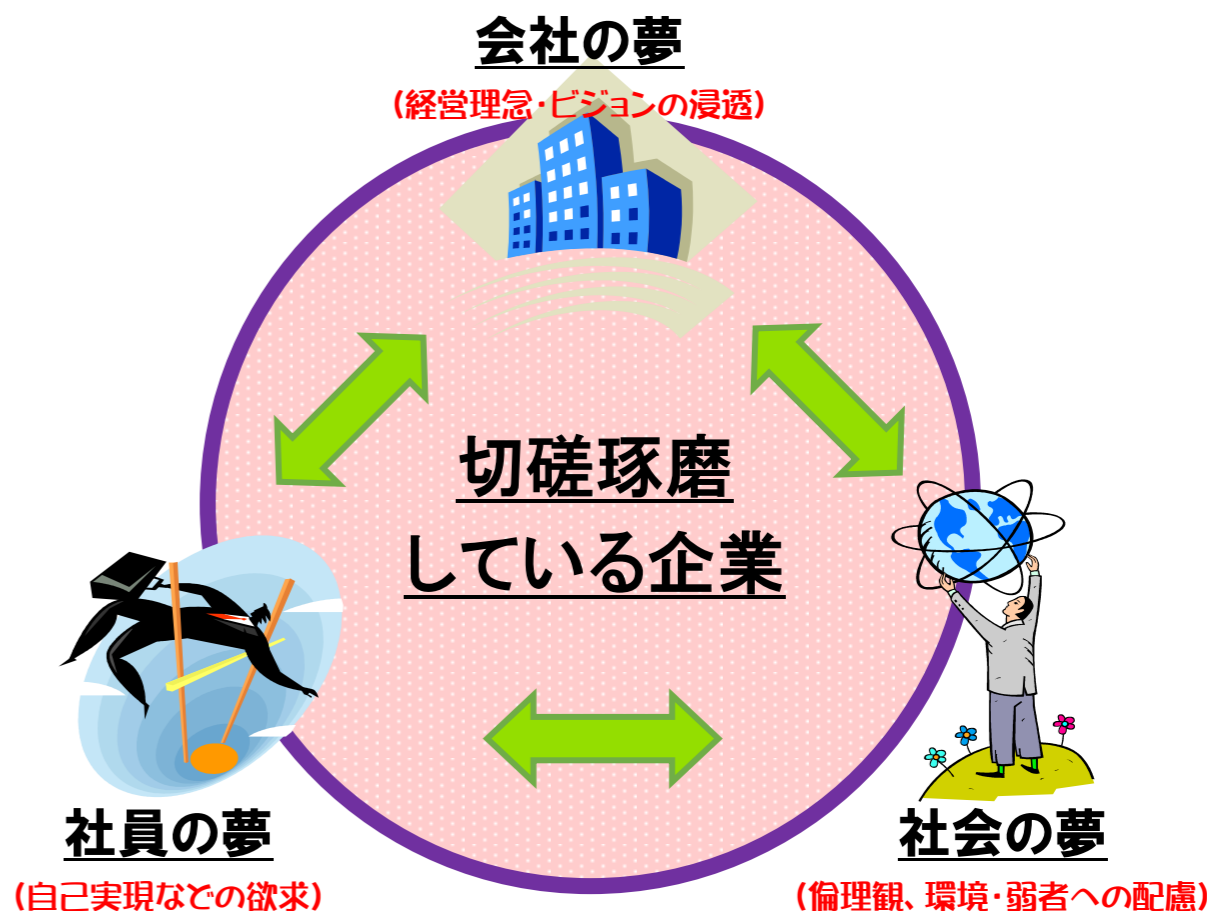 会社の夢
(経営理念・ビジョンの浸透)
切磋琢磨
している企業
社員の夢
(自己実現などの欲求)
社会の夢
(倫理観、環境・弱者への配慮)